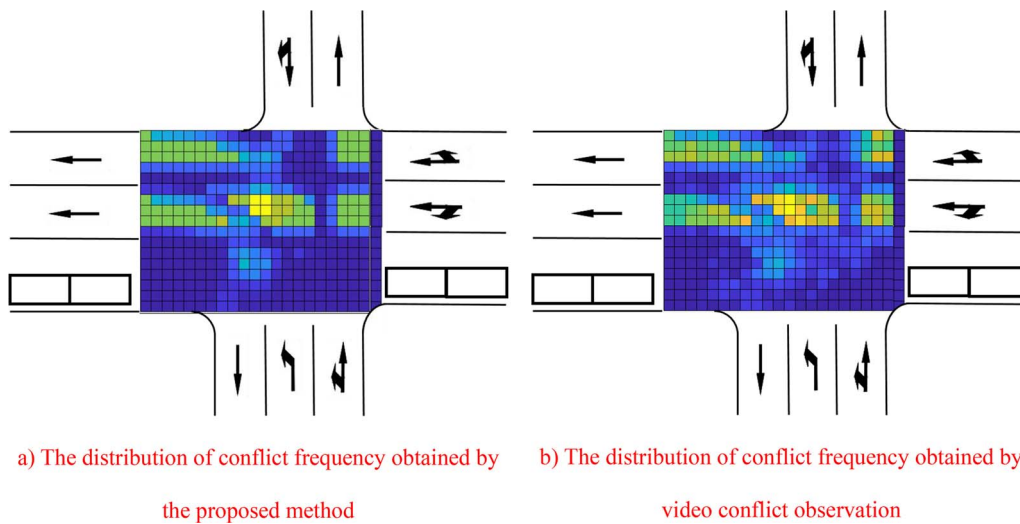 a) The distribution of conflict frequency obtained by
the proposed method
b) The distribution of conflict frequency obtained by
video conflict observation